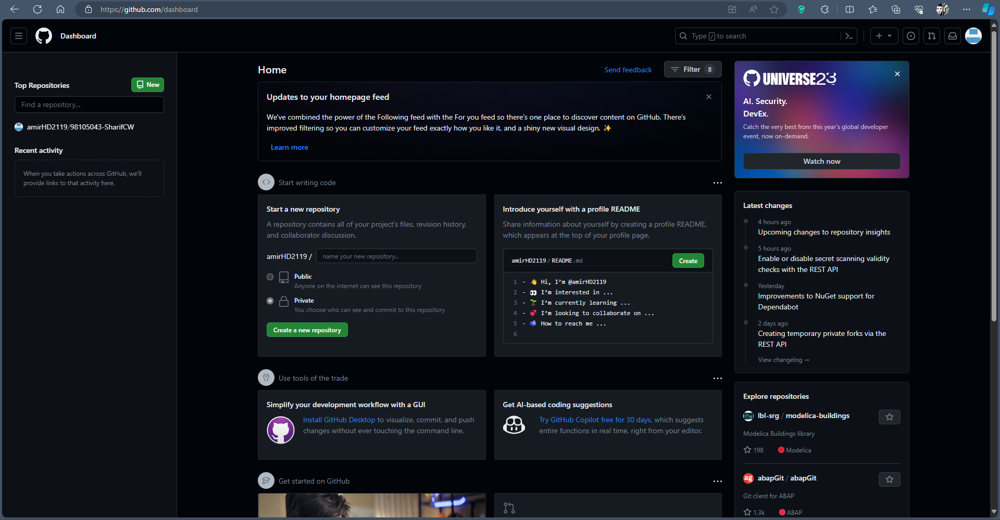 https://github.com/dashboard
Dashboard
Type / to search
Top Repositories
New
Find a repository...
amirHD2119/98105043-SharifCW
Recent activity
When you take actions across GitHub, we'll
provide links to that activity here.
Home
Send feedback
Filter 8
Updates to your homepage feed
We've combined the power of the Following feed with the For you feed so there's one place to discover content on GitHub. There's
improved filtering so you can customize your feed exactly how you like it, and a shiny new visual design. ✨
Learn more
Start writing code
Start a new repository
A repository contains all of your project's files, revision history,
and collaborator discussion.
amirHD2119 /
name your new repository...
Public
Anyone on the internet can see this repository
Private
You choose who can see and commit to this repository
Create a new repository
Introduce yourself with a profile README
Share information about yourself by creating a profile README,
which appears at the top of your profile page.
amirHD2119 / README.md
Create
1 - 👋 Hi, I'm @amirHD2119
2 - 👀 I'm interested in ...
3 - 🌱 I'm currently learning ...
4 - 💞️ I'm looking to collaborate on ...
5 - 📫 How to reach me ...
6
Use tools of the trade
Simplify your development workflow with a GUI
Install GitHub Desktop to visualize, commit, and push
changes without ever touching the command line.
Get AI-based coding suggestions
Try GitHub Copilot free for 30 days, which suggests
entire functions in real time, right from your editor.
Get started on GitHub
UNIVERSE23
AI. Security.
DevEx.
Catch the very best from this year's global developer
event, now on-demand.
Watch now
Latest changes
4 hours ago
Upcoming changes to repository insights
5 hours ago
Enable or disable secret scanning validity
checks with the REST API
Yesterday
Improvements to NuGet support for
Dependabot
2 days ago
Creating temporary private forks via the
REST API
View changelog →
Explore repositories
lbl-srg / modelica-buildings
Modelica Buildings library
198
Modelica
ag
abapGit / abapGit
Git client for ABAP
1.3k
ABAP